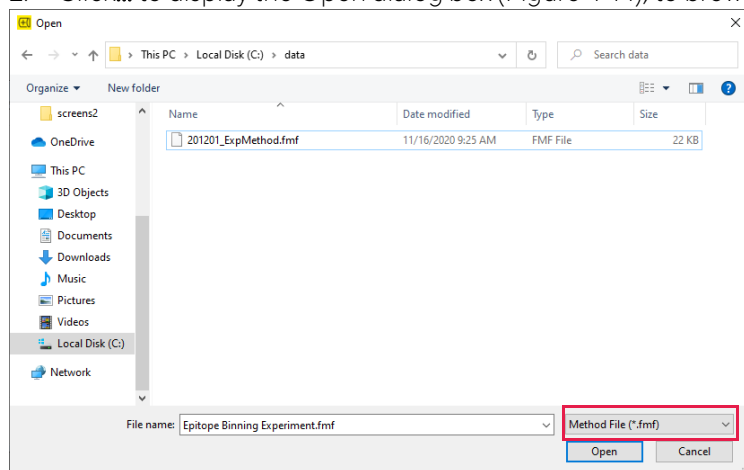 Open
This PC > Local Disk (C:) > data
Search data
Organize New folder
Name Date modified Type Size
screens2
201201_ExpMethod.fmf 11/16/2020 9:25 AM FMF File 22 KB
OneDrive
This PC
3D Objects
Desktop
Documents
Downloads
Music
Pictures
Videos
Local Disk (C:)
Network
File name: Epitope Binning Experiment.fmf Method File (*.fmf)
Open Cancel